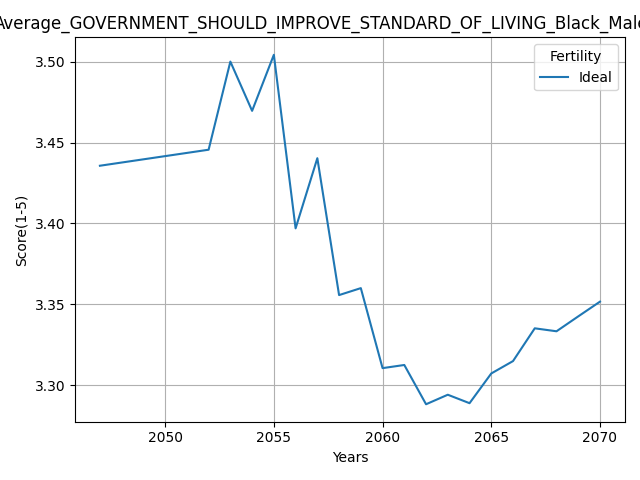 Average_GOVERNMENT_SHOULD_IMPROVE_STANDARD_OF_LIVING_Black_Male
Fertility
Ideal
3.50
3.45
3.40
3.35
3.30
Score(1-5)
2050 2055 2060 2065 2070
Years